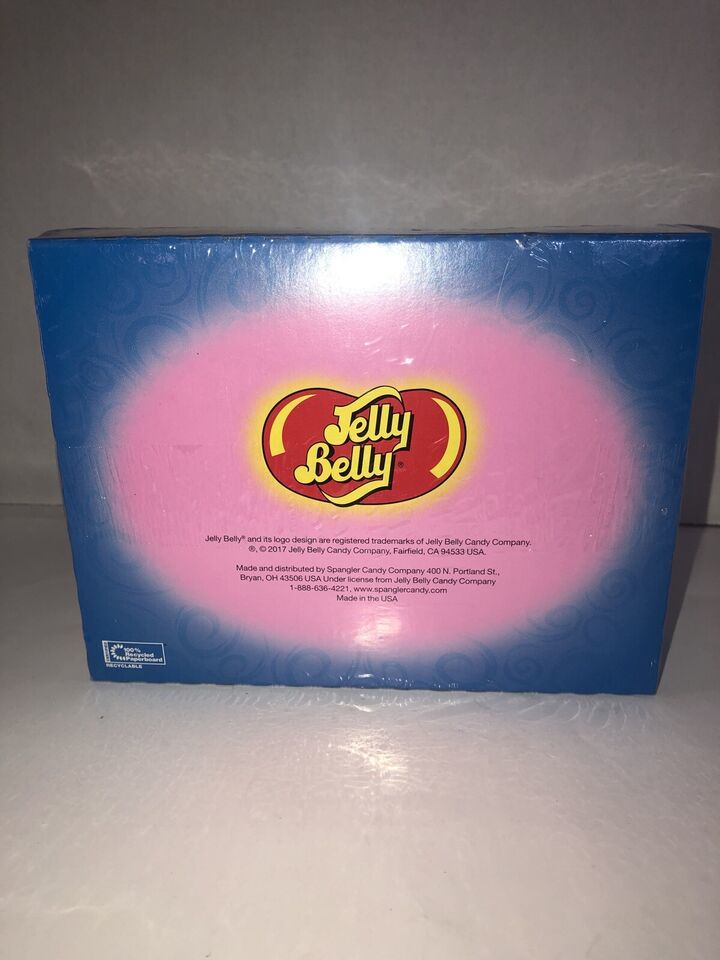 Jelly
Belly®
Jelly Belly® and its logo design are registered trademarks of Jelly Belly Candy Company.
®, © 2017 Jelly Belly Candy Company, Fairfield, CA 94533 USA.
Made and distributed by Spangler Candy Company 400 N. Portland St.,
Bryan, OH 43506 USA Under license from Jelly Belly Candy Company
1-888-636-4221, www.spanglercandy.com
Made in the USA
100%
Recycled
Paperboard
RECYCLABLE